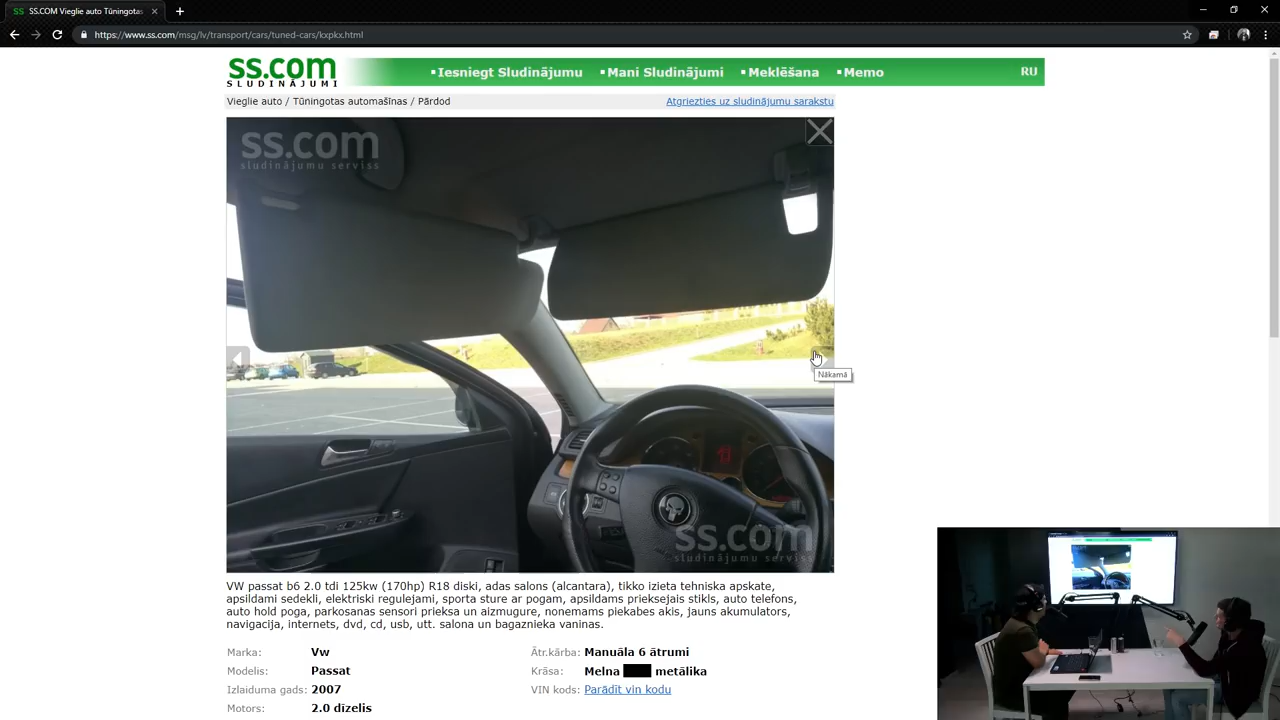 SS.COM Vieglie auto Tūningotas
https://www.ss.com/msg/lv/transport/cars/tuned-cars/kxpkx.html
ss.com
SLUDINĀJUMI
Iesniegt Sludinājumu
Mani Sludinājumi
Meklēšana
Memo
RU
Vieglie auto / Tūningotas automašīnas / Pārdod
Atgriezties uz sludinājumu sarakstu
ss.com
sludinājumu serviss
Nākamā
ss.com
sludinājumu serviss
VW passat b6 2.0 tdi 125kw (170hp) R18 diski, adas salons (alcantara), tikko izieta tehniska apskate,
apsildami sedekli, elektriski regulejami, sporta sture ar pogam, apsildams prieksejais stikls, auto telefons,
auto hold poga, parkosanas sensori prieksa un aizmugure, nonemams piekabes akis, jauns akumulators,
navigacija, internets, dvd, cd, usb, utt. salona un bagaznieka vaninas.
Marka: Vw
Modelis: Passat
Izlaiduma gads: 2007
Motors: 2.0 dīzelis
Ātr.kārba: Manuāla 6 ātrumi
Krāsa: Melna metālika
VIN kods: Parādīt vin kodu